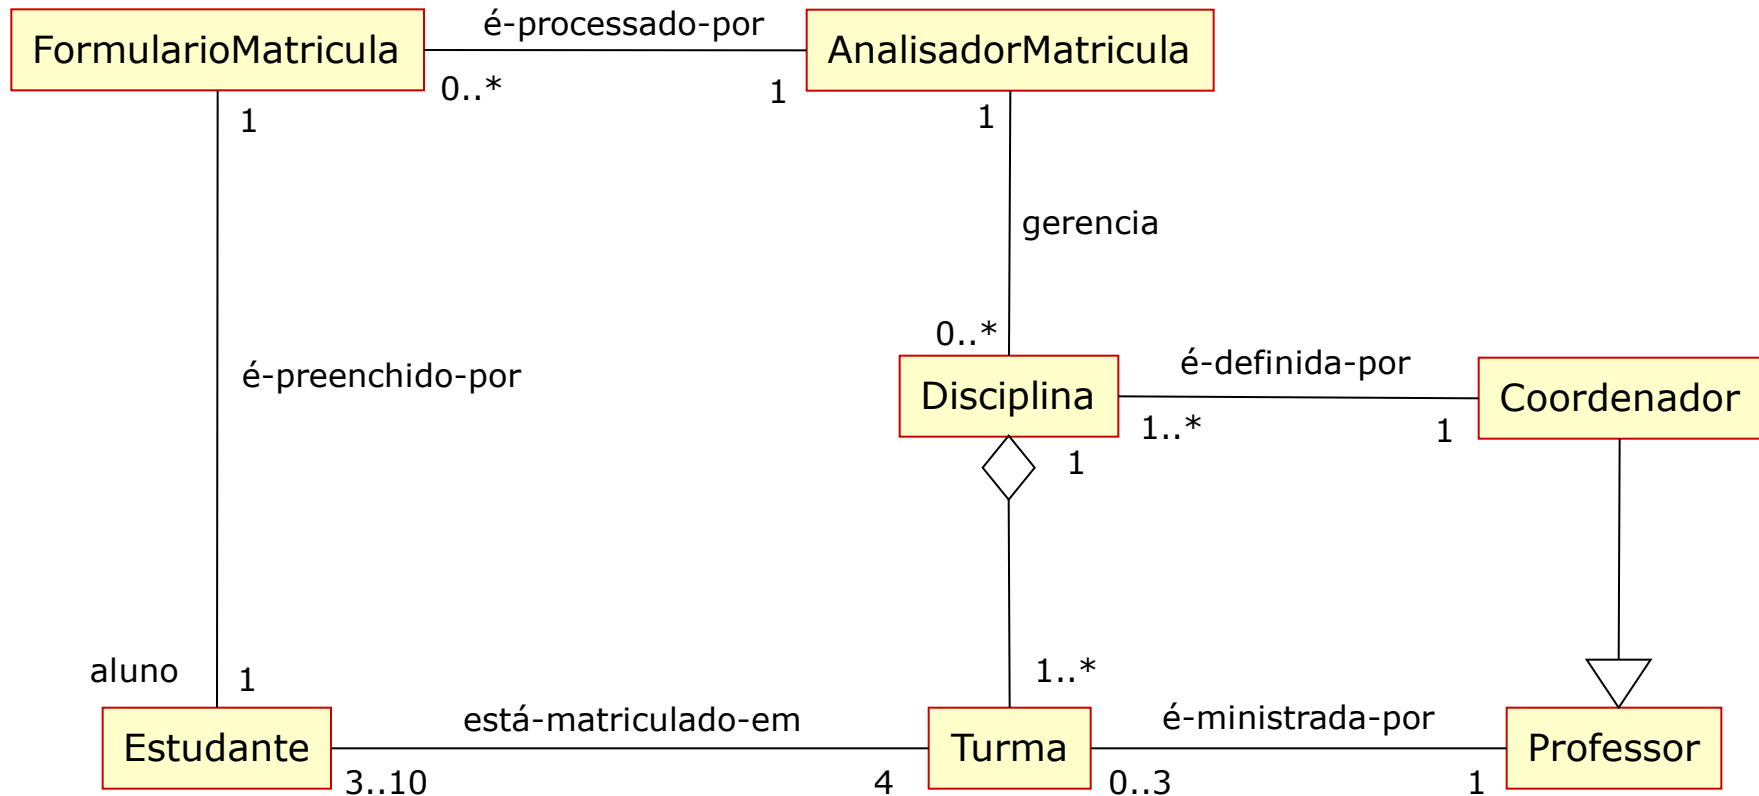 é-processado-por
FormularioMatricula
AnalisadorMatricula
0..*
1
1
1
gerencia
0..*
é-definida-por
é-preenchido-por
Disciplina
Coordenador
1..*
1
1
aluno
1
1..*
está-matriculado-em
é-ministrada-por
Estudante
Turma
Professor
3..10
4
0..3
1